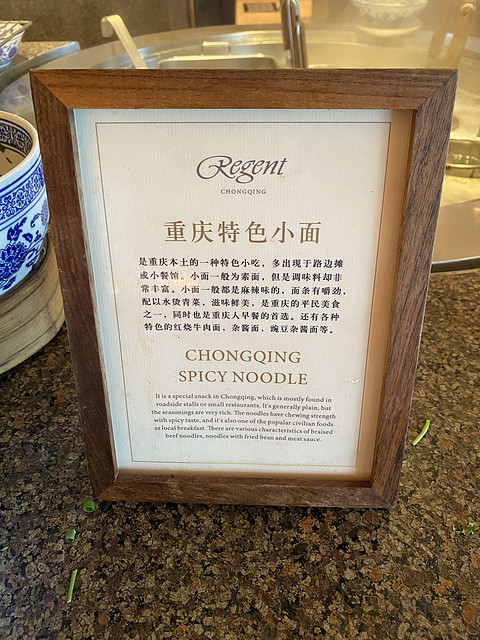 Regent
CHONGQING
重庆特色小面
是重庆本土的一种特色小吃，多出现于路边摊
或小餐馆。小面一般为素面，但是调味料却非
常丰富。小面一般都是麻辣味的，面条有嚼劲，
配以水烫青菜，滋味鲜美，是重庆的平民美食
之一，同时也是重庆人早餐的首选。还有各种
特色的红烧牛肉面，杂酱面，豌豆杂酱面等。
CHONGQING
SPICY NOODLE
It is a special snack in Chongqing, which is mostly found in
roadside stalls or small restaurants. It's generally plain, but
the seasonings are very rich. The noodles have chewing strength
with spicy taste, and it's also one of the popular civilian foods
as local breakfast. There are various characteristics of braised
beef noodles, noodles with fried bean and meat sauce.